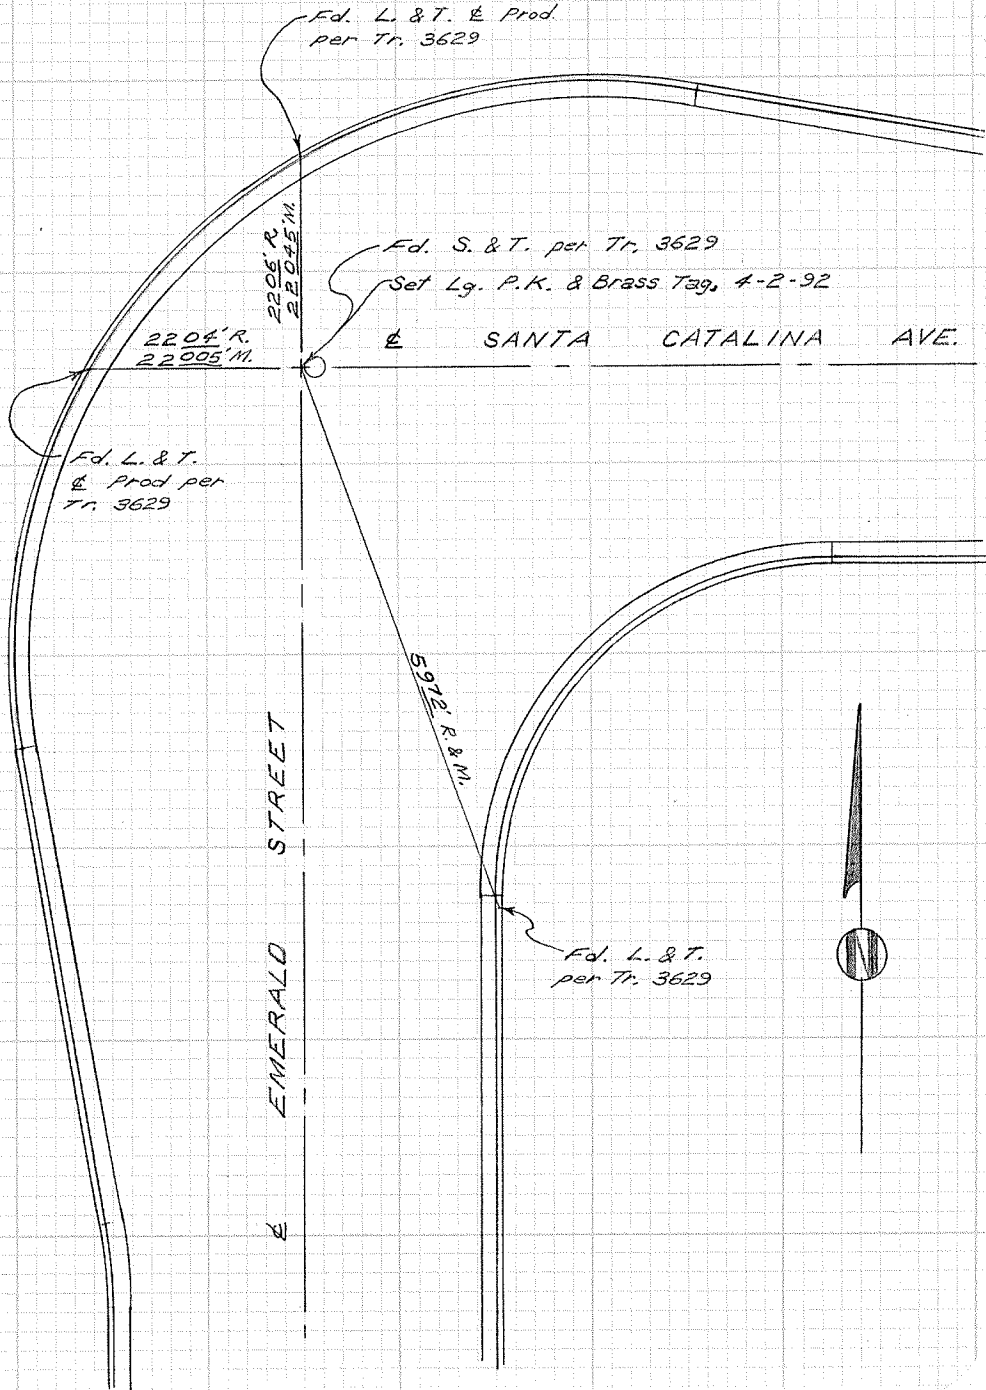 Fd. L. & T. ℄ Prod.
per Tr. 3629
22 06' R.
22 045' M.
Fd. S. & T. per Tr. 3629
Set Lg. P.K. & Brass Tag, 4-2-92
22 04' R.
22 005' M.
℄ SANTA CATALINA AVE.
Fd. L. & T.
℄ Prod per
Tr. 3629
59 72' R. & M.
℄ EMERALD STREET
Fd. L. & T.
per Tr. 3629
N